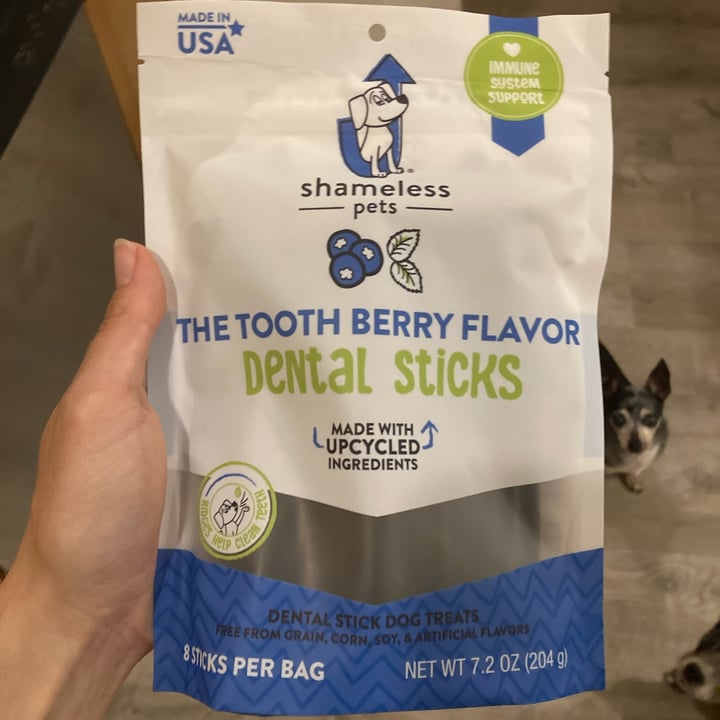 MADE IN
USA
IMMUNE
SYSTEM
SUPPORT
shameless
pets
THE TOOTH BERRY FLAVOR
DENtal StiCKS
MADE WITH
UPCYCLED
INGREDIENTS
RIDGES HELP CLEAN TEETH
DENTAL STICK DOG TREATS
FREE FROM GRAIN, CORN, SOY, & ARTIFICIAL FLAVORS
8 STICKS PER BAG
NET WT 7.2 OZ (204 g)